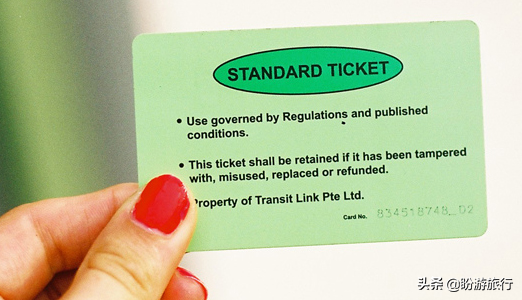 STANDARD TICKET
• Use governed by Regulations and published
conditions.
• This ticket shall be retained if it has been tampered
with, misused, replaced or refunded.
Property of Transit Link Pte Ltd.
Card No. 834518748_02
头条 @盼游旅行